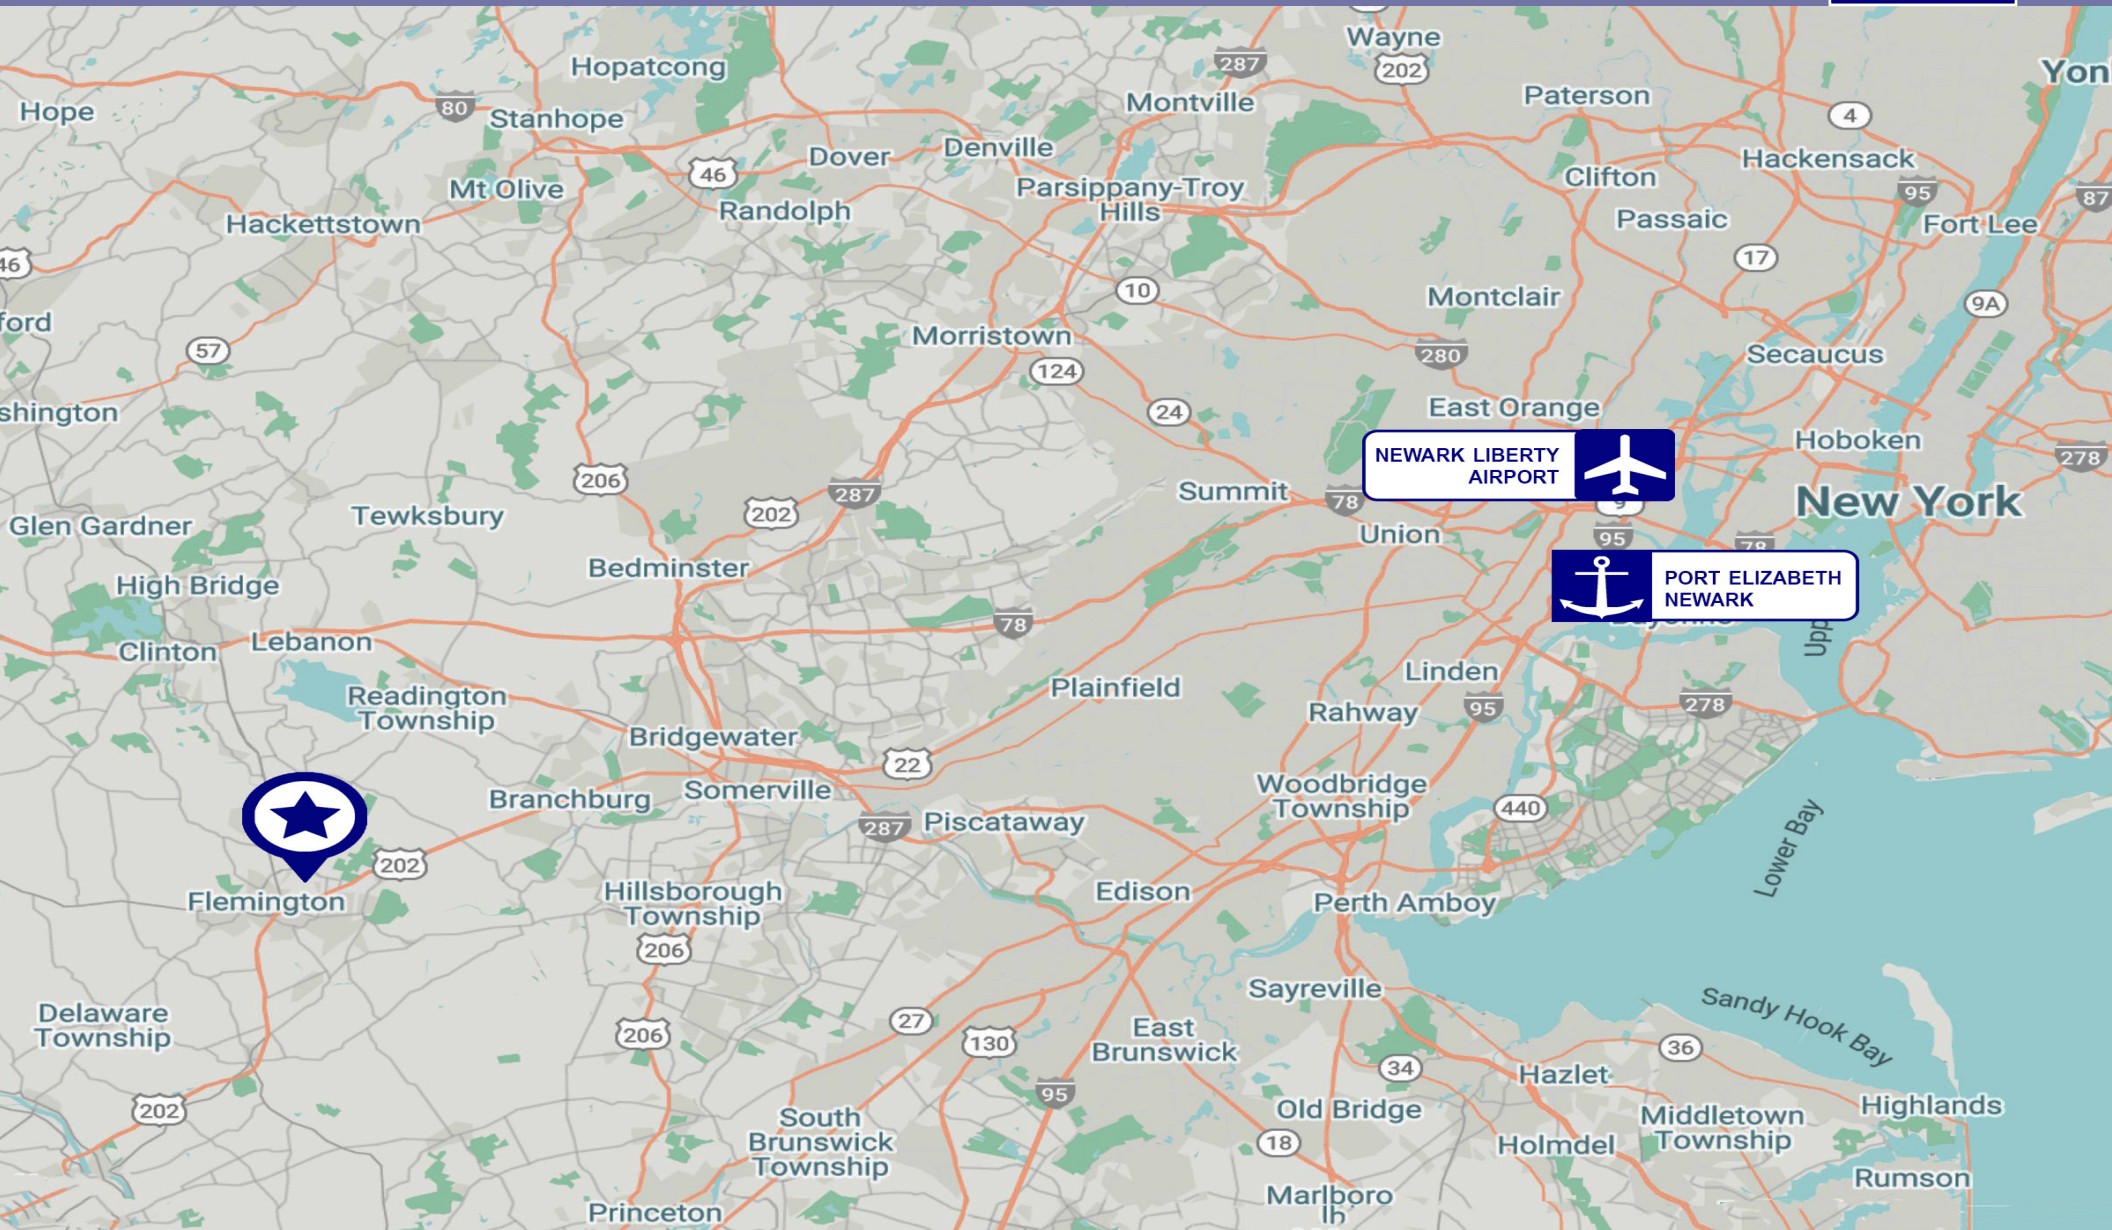 Wayne
287
202
Hopatcong
Yon
80
Hope
Stanhope
Montville
Paterson
4
Denville
Dover
Hackensack
46
Mt Olive
Parsippany-Troy
Hills
Clifton
95
87
Randolph
Passaic
Fort Lee
Hackettstown
46
17
10
Montclair
9A
ford
Morristown
57
280
Secaucus
124
shington
24
East Orange
Hoboken
NEWARK LIBERTY
AIRPORT
278
206
287
Summit
78
New York
9
202
Tewksbury
Glen Gardner
Union
95
78
Bedminster
High Bridge
PORT ELIZABETH
NEWARK
Bayonne
78
Upp
Lebanon
Clinton
Linden
Plainfield
Readington
Township
95
278
Rahway
Bridgewater
22
Woodbridge
Township
Somerville
Branchburg
440
287
Piscataway
Lower Bay
202
Flemington
Hillsborough
Township
Edison
Perth Amboy
206
Sayreville
Sandy Hook Bay
Delaware
Township
27
206
130
East
Brunswick
36
34
Hazlet
95
202
South
Brunswick
Township
Old Bridge
Highlands
Middletown
Township
18
Holmdel
Rumson
Marlboro
Princeton